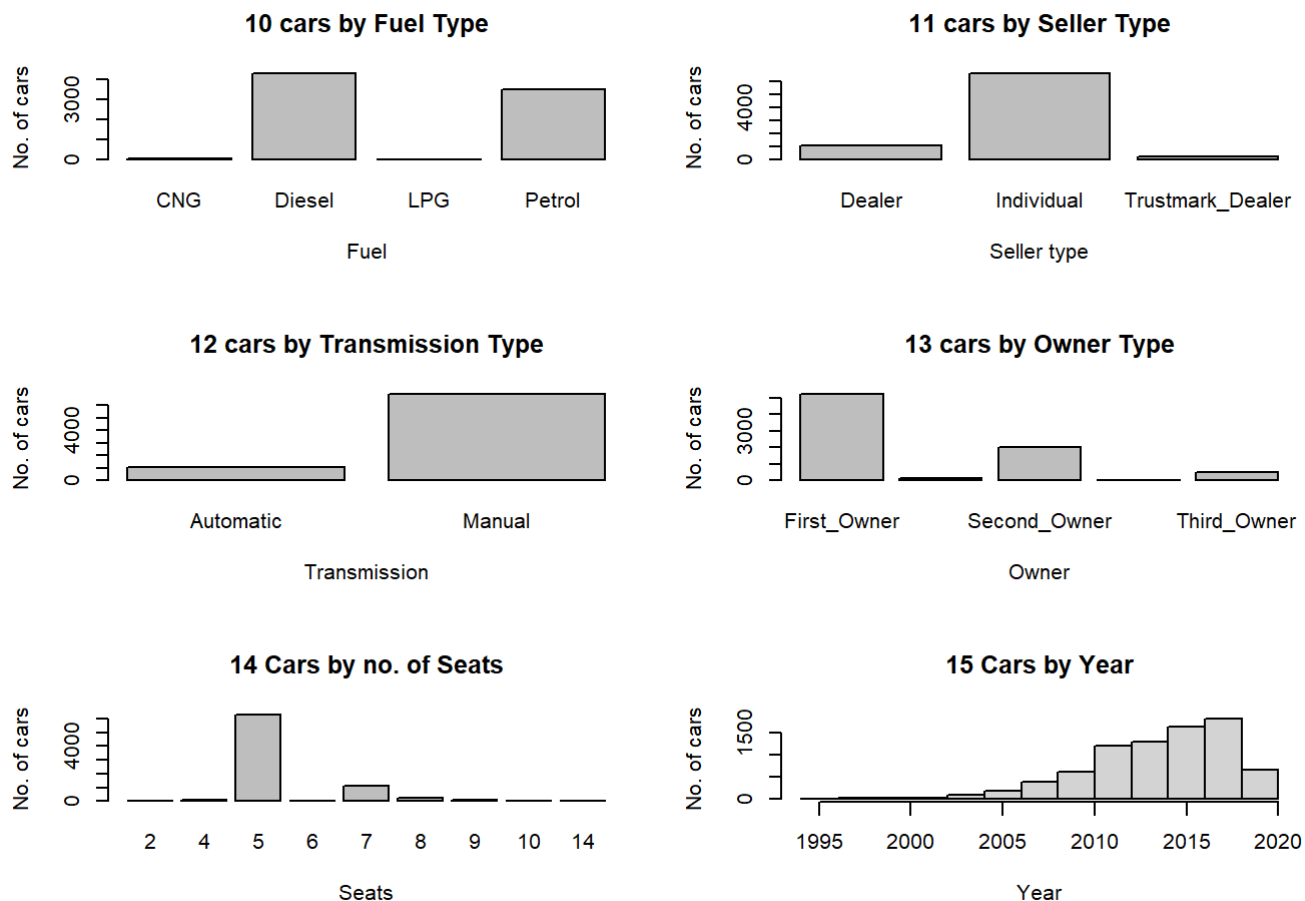 10 cars by Fuel Type
No. of cars
3000
0
CNG Diesel LPG Petrol
Fuel
11 cars by Seller Type
No. of cars
4000
0
Dealer Individual Trustmark_Dealer
Seller type
12 cars by Transmission Type
No. of cars
4000
0
Automatic Manual
Transmission
13 cars by Owner Type
No. of cars
3000
0
First_Owner Second_Owner Third_Owner
Owner
14 Cars by no. of Seats
No. of cars
4000
0
2 4 5 6 7 8 9 10 14
Seats
15 Cars by Year
No. of cars
1500
0
1995 2000 2005 2010 2015 2020
Year